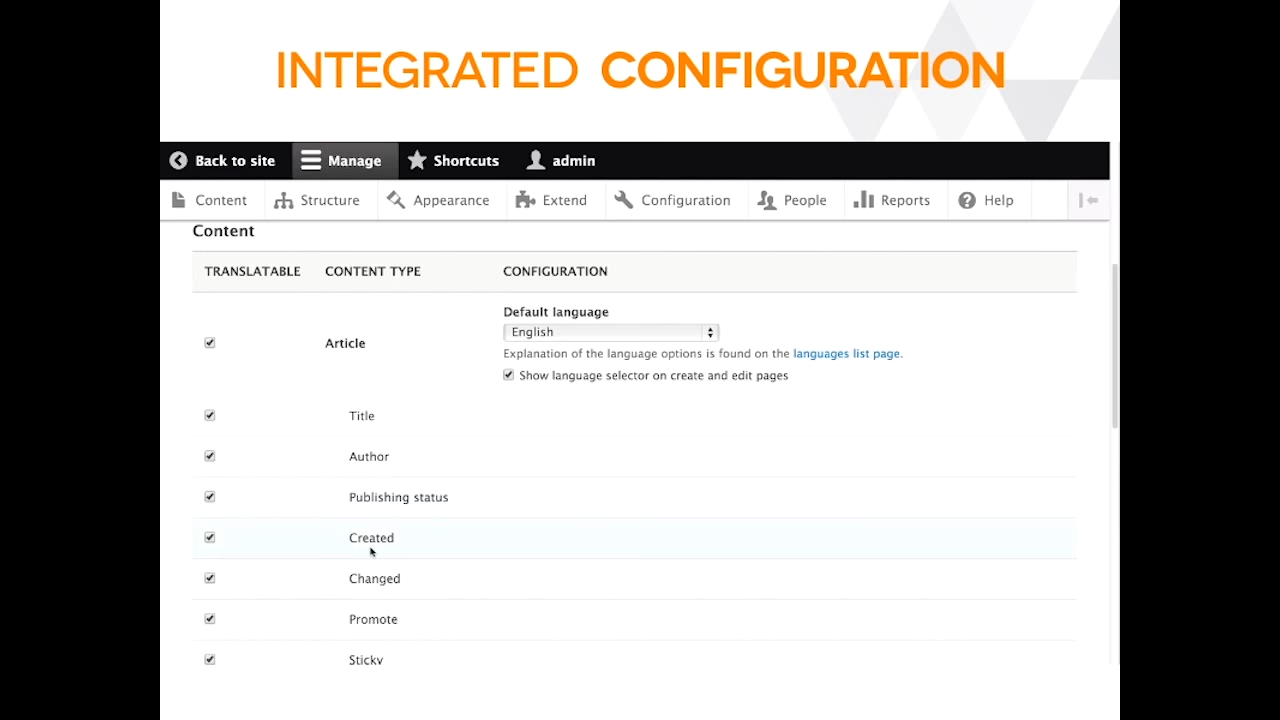 INTEGRATED CONFIGURATION
Back to site Manage Shortcuts admin
Content Structure Appearance Extend Configuration People Reports Help
Content
TRANSLATABLE CONTENT TYPE CONFIGURATION
Default language
English
Article
Explanation of the language options is found on the languages list page.
Show language selector on create and edit pages
Title
Author
Publishing status
Created
Changed
Promote
Sticky